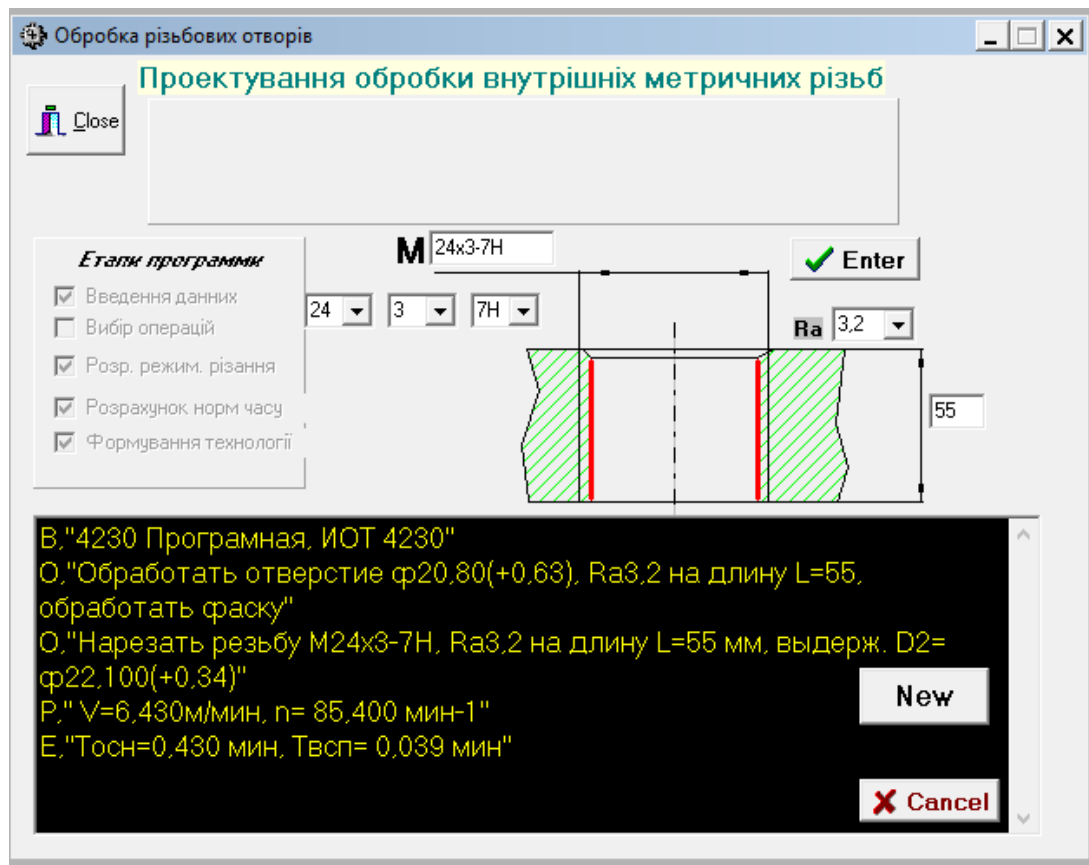 Обробка різьбових отворів
Проектування обробки внутрішніх метричних різьб
Close
Етапи программи
Введення данних
Вибір операцій
Розр. режим. різання
Розрахунок норм часу
Формування технології
М 24x3-7H
24 3 7H
Enter
Ra 3,2
55
В,"4230 Програмная, ИОТ 4230"
О,"Обработать отверстие ф20,80(+0,63), Ra3,2 на длину L=55,
обработать фаску"
О,"Нарезать резьбу М24х3-7Н, Ra3,2 на длину L=55 мм, выдерж. D2=
ф22,100(+0,34)"
Р," V=6,430м/мин, n= 85,400 мин-1"
Е,"Тосн=0,430 мин, Твсп= 0,039 мин"
New
Cancel